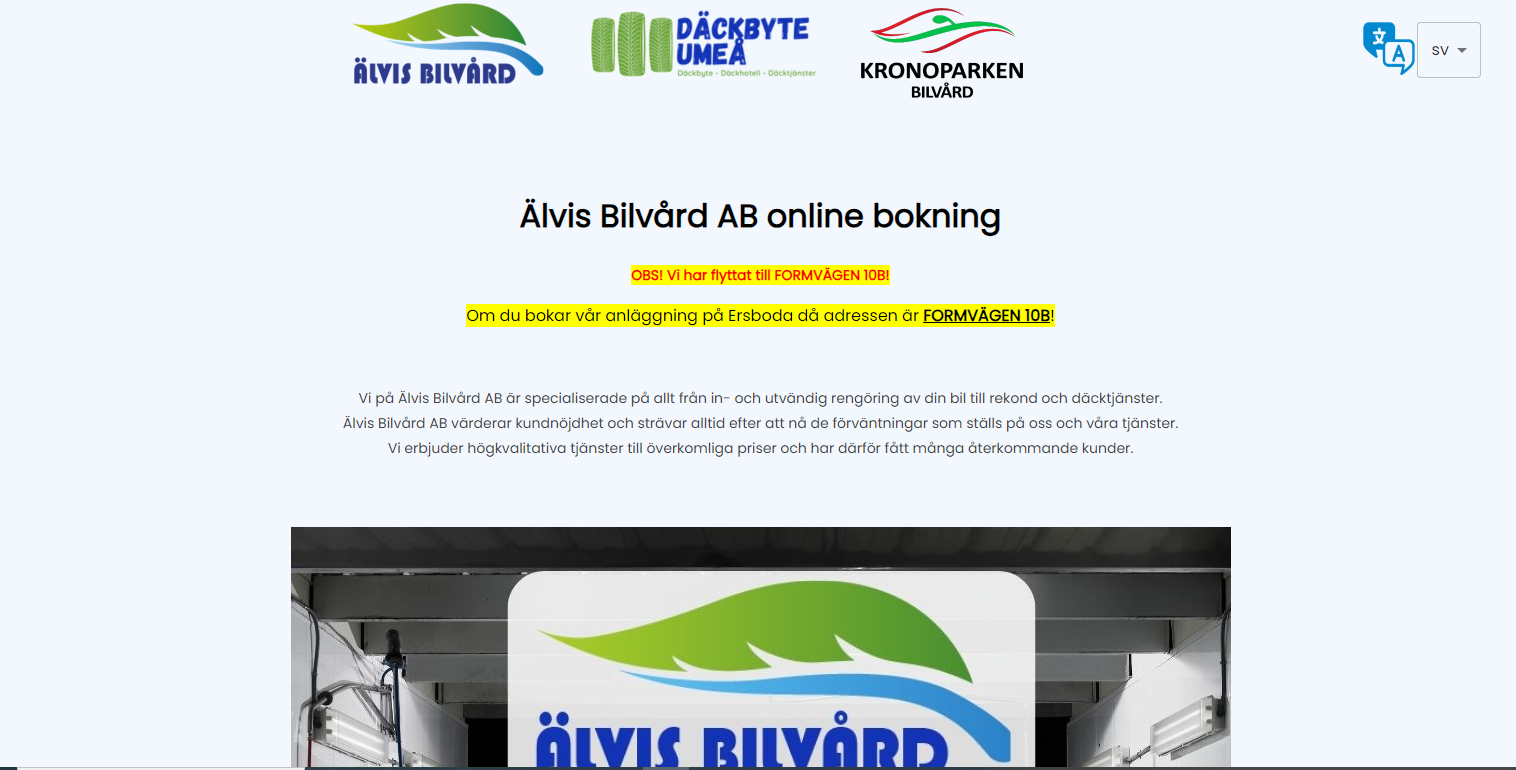 ÄLVIS BILVÅRD
DÄCKBYTE
UMEÅ
Däckbyte - Däckhotell - Däcktjänster
KRONOPARKEN
BILVÅRD
文
A
SV
Älvis Bilvård AB online bokning
OBS! Vi har flyttat till FORMVÄGEN 10B!
Om du bokar vår anläggning på Ersboda då adressen är FORMVÄGEN 10B!
Vi på Älvis Bilvård AB är specialiserade på allt från in- och utvändig rengöring av din bil till rekond och däcktjänster.
Älvis Bilvård AB värderar kundnöjdhet och strävar alltid efter att nå de förväntningar som ställs på oss och våra tjänster.
Vi erbjuder högkvalitativa tjänster till överkomliga priser och har därför fått många återkommande kunder.
ÄLVIS BILVÅRD